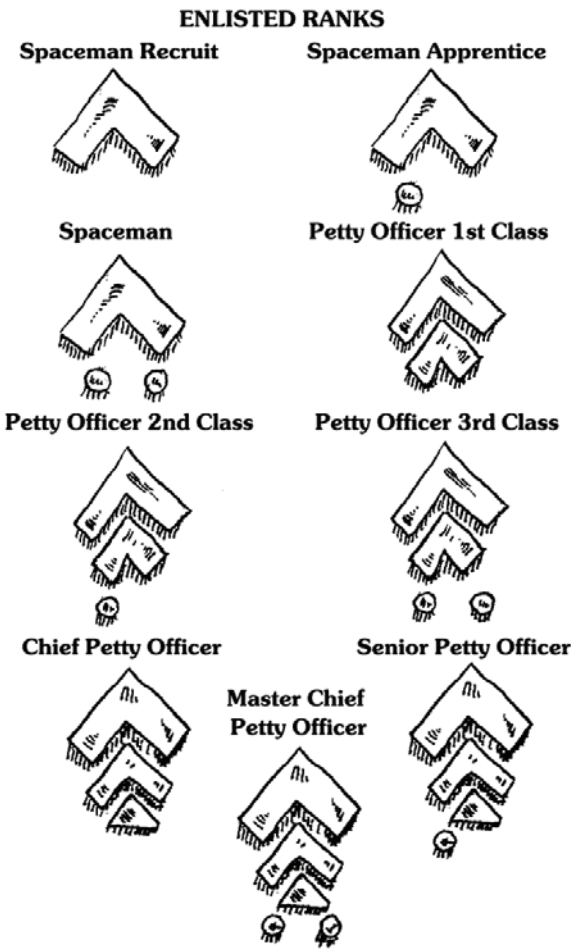 ENLISTED RANKS
Spaceman Recruit
Spaceman Apprentice
Spaceman
Petty Officer 1st Class
Petty Officer 2nd Class
Petty Officer 3rd Class
Chief Petty Officer
Senior Petty Officer
Master Chief
Petty Officer